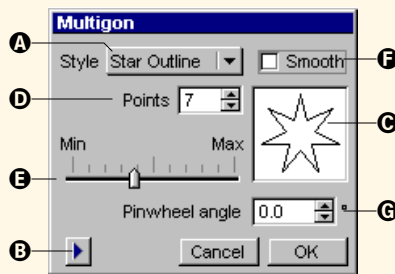 Multigon
A
Style Star Outline Smooth F
D Points 7
C
Min Max
E
Pinwheel angle 0.0 ° G
B Cancel OK